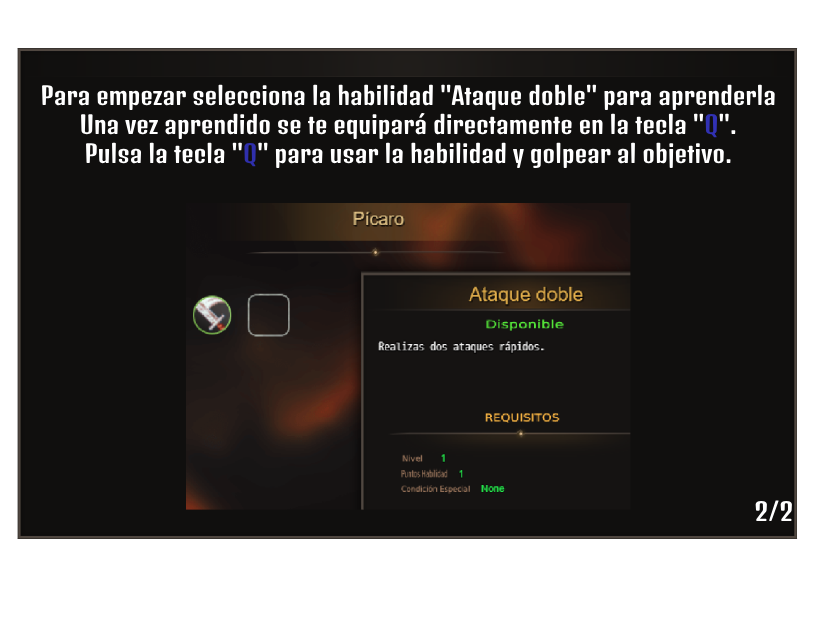 Para empezar selecciona la habilidad "Ataque doble" para aprenderla
Una vez aprendido se te equipará directamente en la tecla "Q".
Pulsa la tecla "Q" para usar la habilidad y golpear al objetivo.
Pícaro
Ataque doble
Disponible
Realizas dos ataques rápidos.
REQUISITOS
Nivel 1
Puntos Habilidad 1
Condición Especial None
2/2